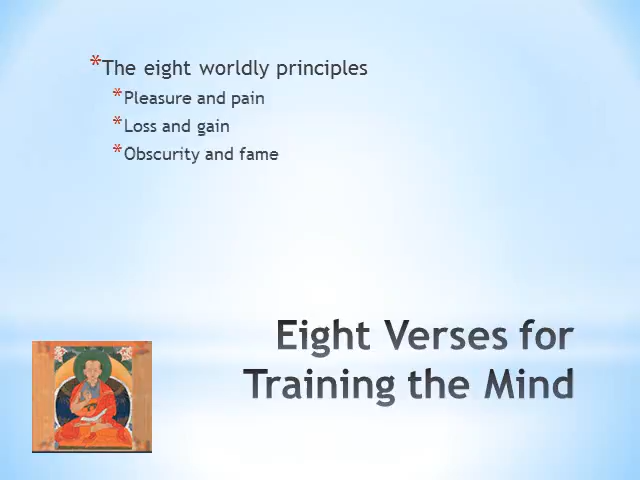 *The eight worldly principles
*Pleasure and pain
*Loss and gain
*Obscurity and fame
Eight Verses for
Training the Mind